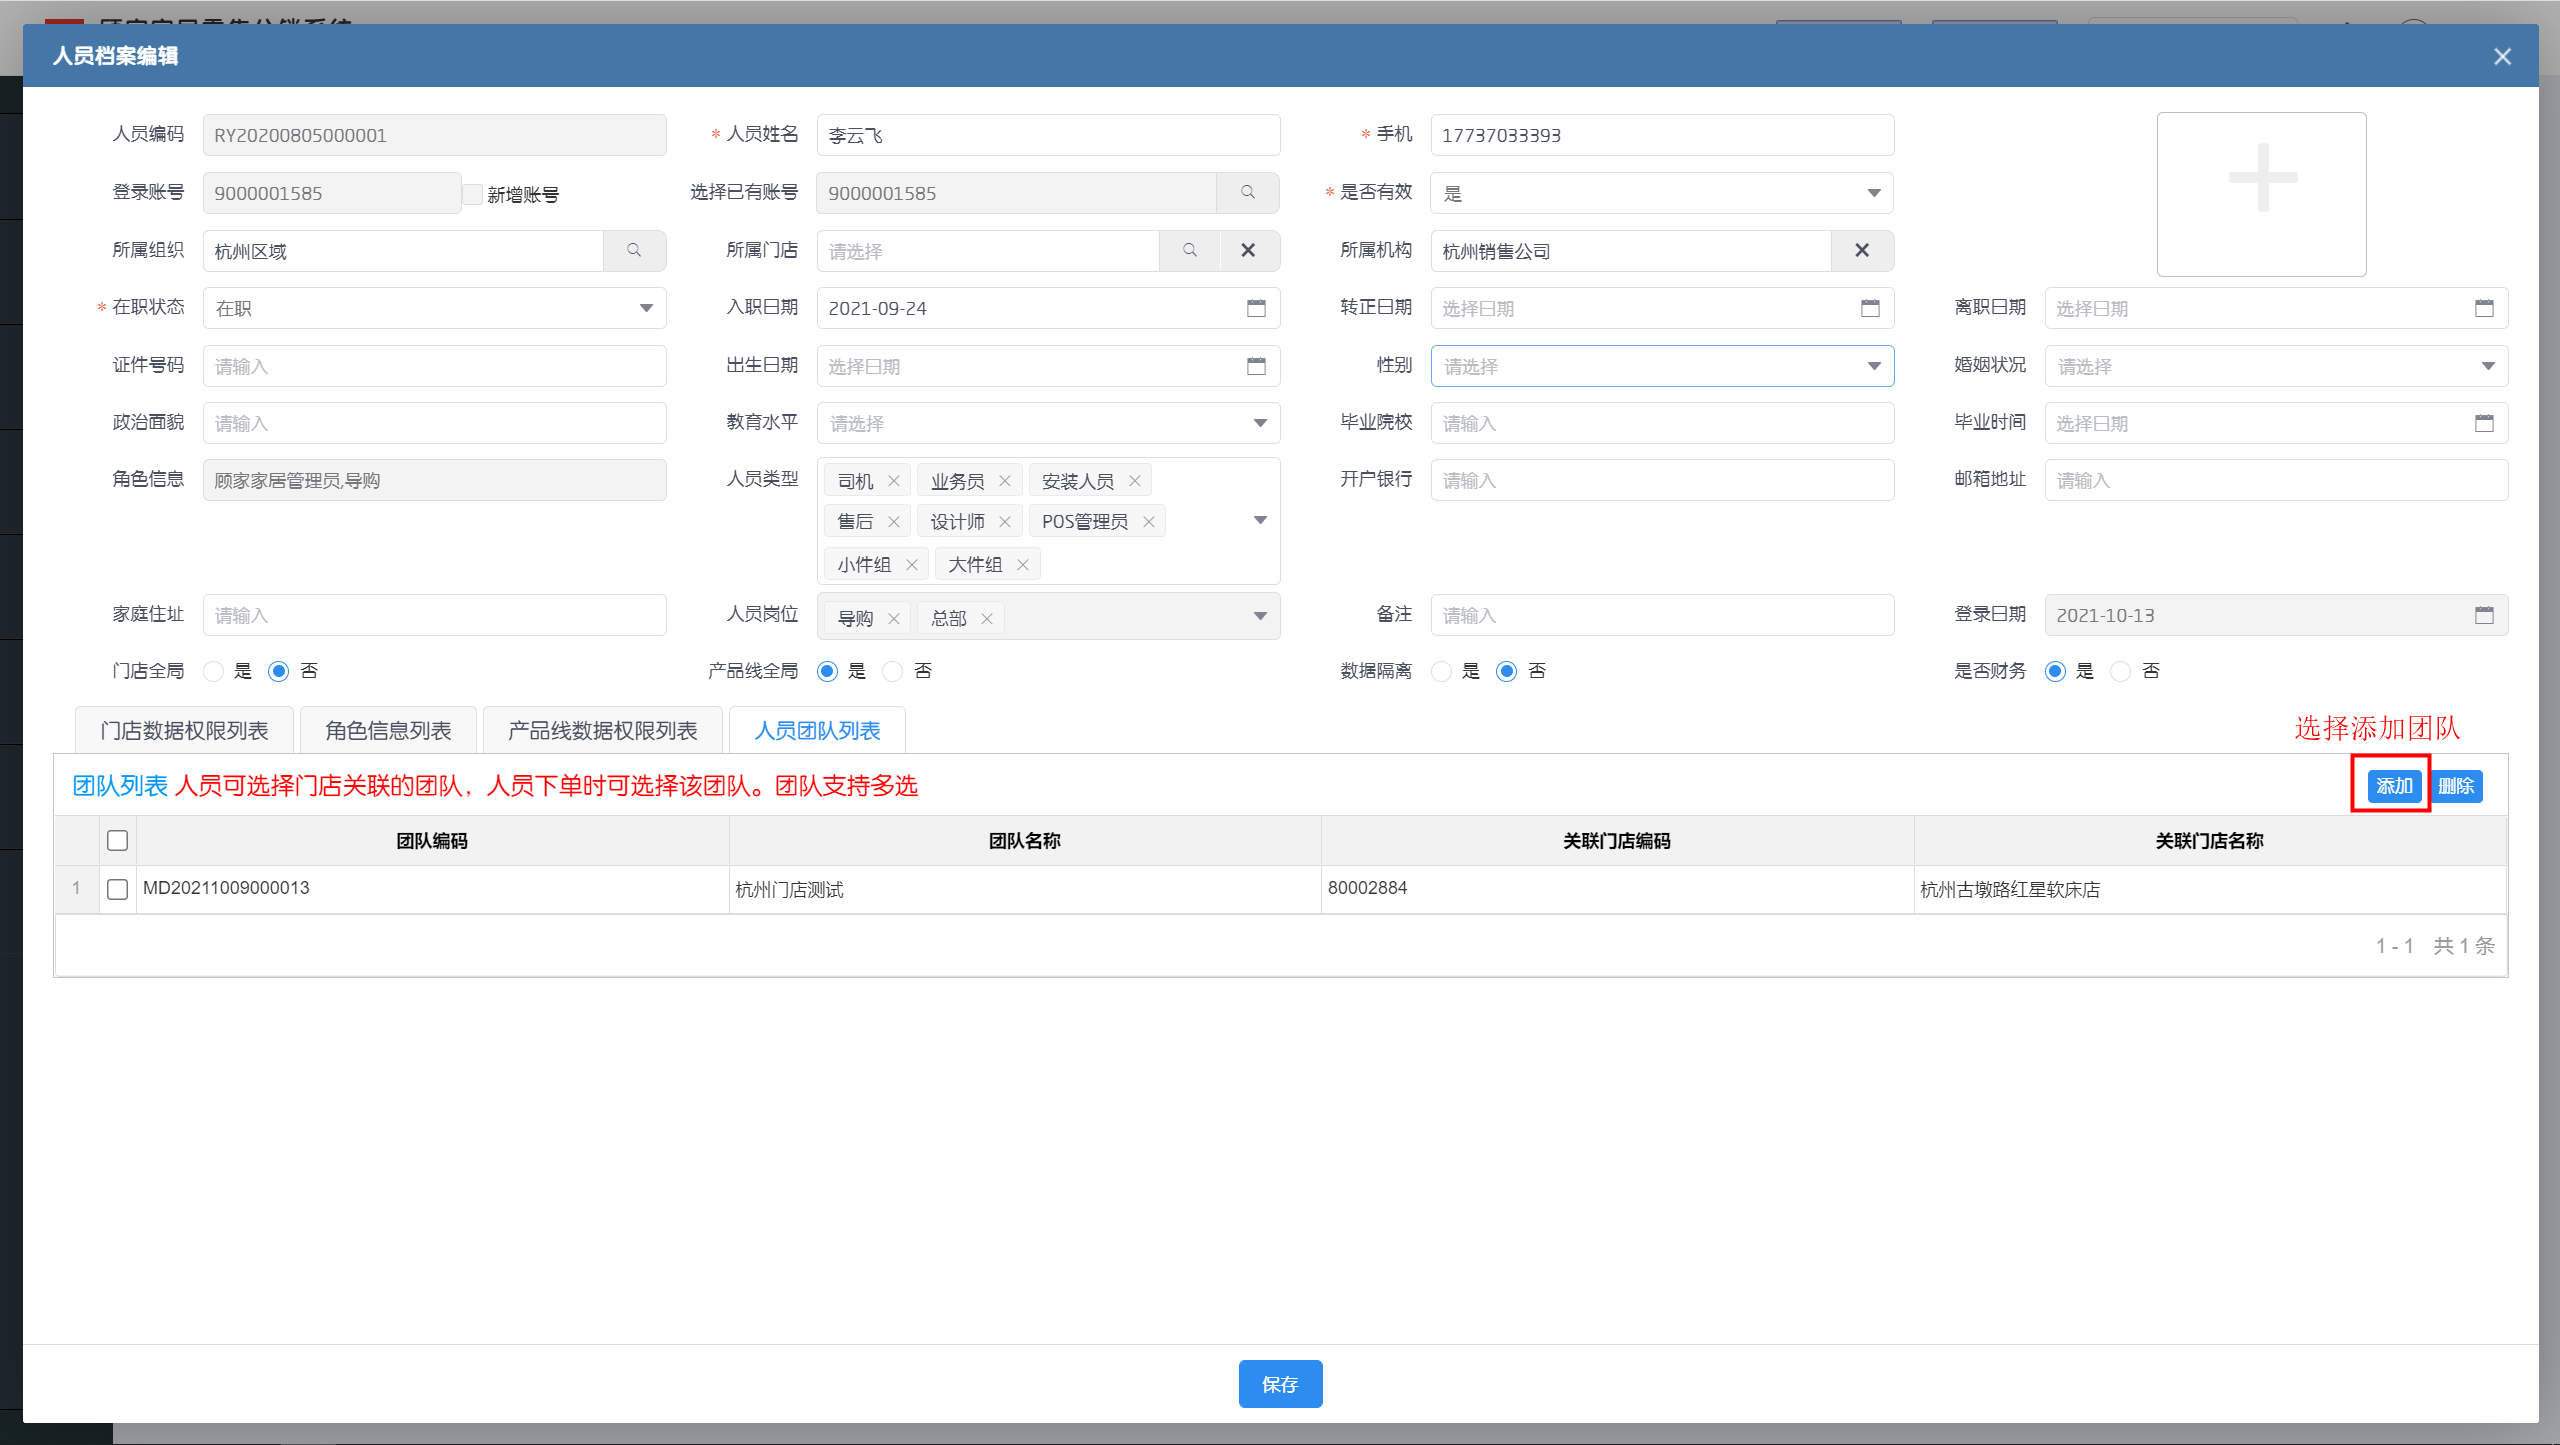 人员档案编辑
人员编码 RY20200805000001 * 人员姓名 李云飞 * 手机 17737033393
登录账号 9000001585 新增账号 选择已有账号 9000001585 * 是否有效 是
所属组织 杭州区域 所属门店 请选择 所属机构 杭州销售公司
* 在职状态 在职 入职日期 2021-09-24 转正日期 选择日期 离职日期 选择日期
证件号码 请输入 出生日期 选择日期 性别 请选择 婚姻状况 请选择
政治面貌 请输入 教育水平 请选择 毕业院校 请输入 毕业时间 选择日期
角色信息 顾家家居管理员,导购 人员类型 司机 业务员 安装人员 开户银行 请输入 邮箱地址 请输入
售后 设计师 POS管理员
小件组 大件组
家庭住址 请输入 人员岗位 导购 总部 备注 请输入 登录日期 2021-10-13
门店全局 是 否 产品线全局 是 否 数据隔离 是 否 是否财务 是 否
门店数据权限列表 角色信息列表 产品线数据权限列表 人员团队列表 选择添加团队
团队列表 人员可选择门店关联的团队，人员下单时可选择该团队。团队支持多选 添加 删除
团队编码 团队名称 关联门店编码 关联门店名称
1 MD20211009000013 杭州门店测试 80002884 杭州古墩路红星软床店
1 - 1 共 1 条
保存